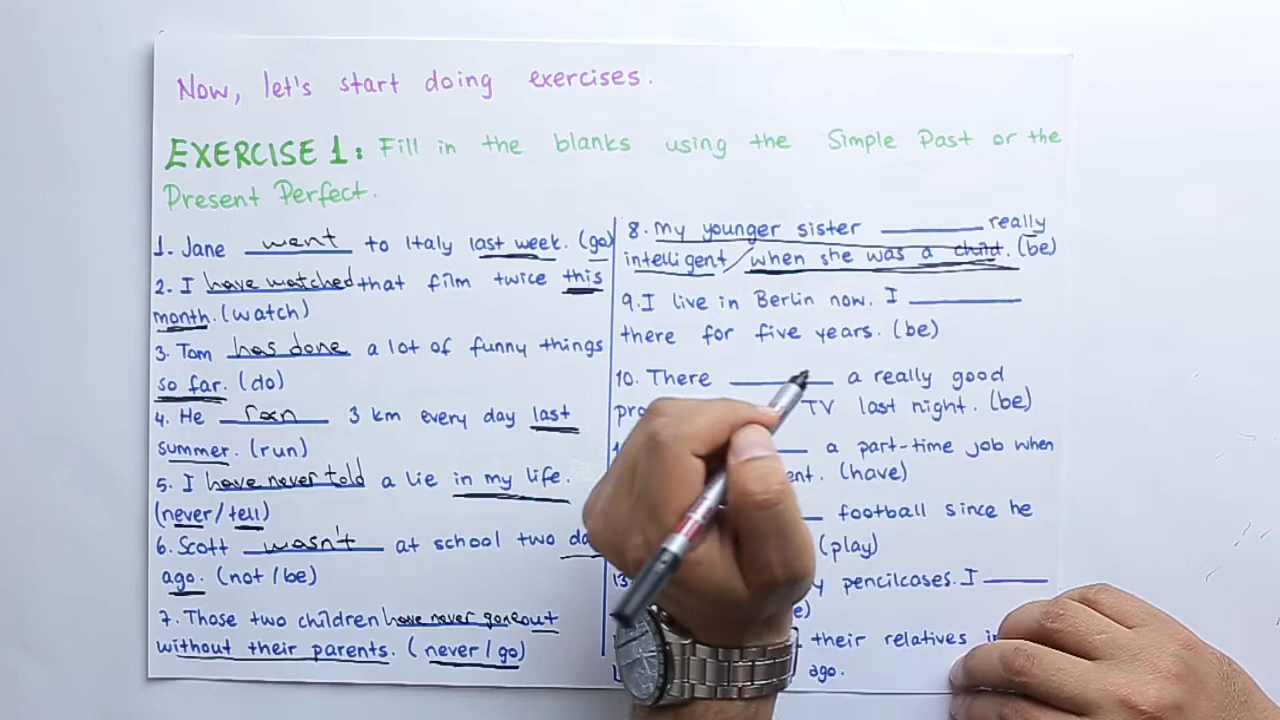 Now, let's start doing exercises.
EXERCISE 1: Fill in the blanks using the Simple Past or the
Present Perfect.
1. Jane went to Italy last week. (go)
2. I have watched that film twice this
month. (watch)
3. Tom has done a lot of funny things
so far. (do)
4. He ran 3 km every day last
summer. (run)
5. I have never told a lie in my life.
(never / tell)
6. Scott wasn't at school two
ago. (not / be)
7. Those two children have never gone out
without their parents. (never / go)
8. My younger sister ________ really
intelligent / when she was a child. (be)
9. I live in Berlin now. I ________
there for five years. (be)
10. There ________ a really good
TV last night. (be)
a part-time job when
(have)
football since he
(play)
13. pencilcases. I ____
their relatives
ago.